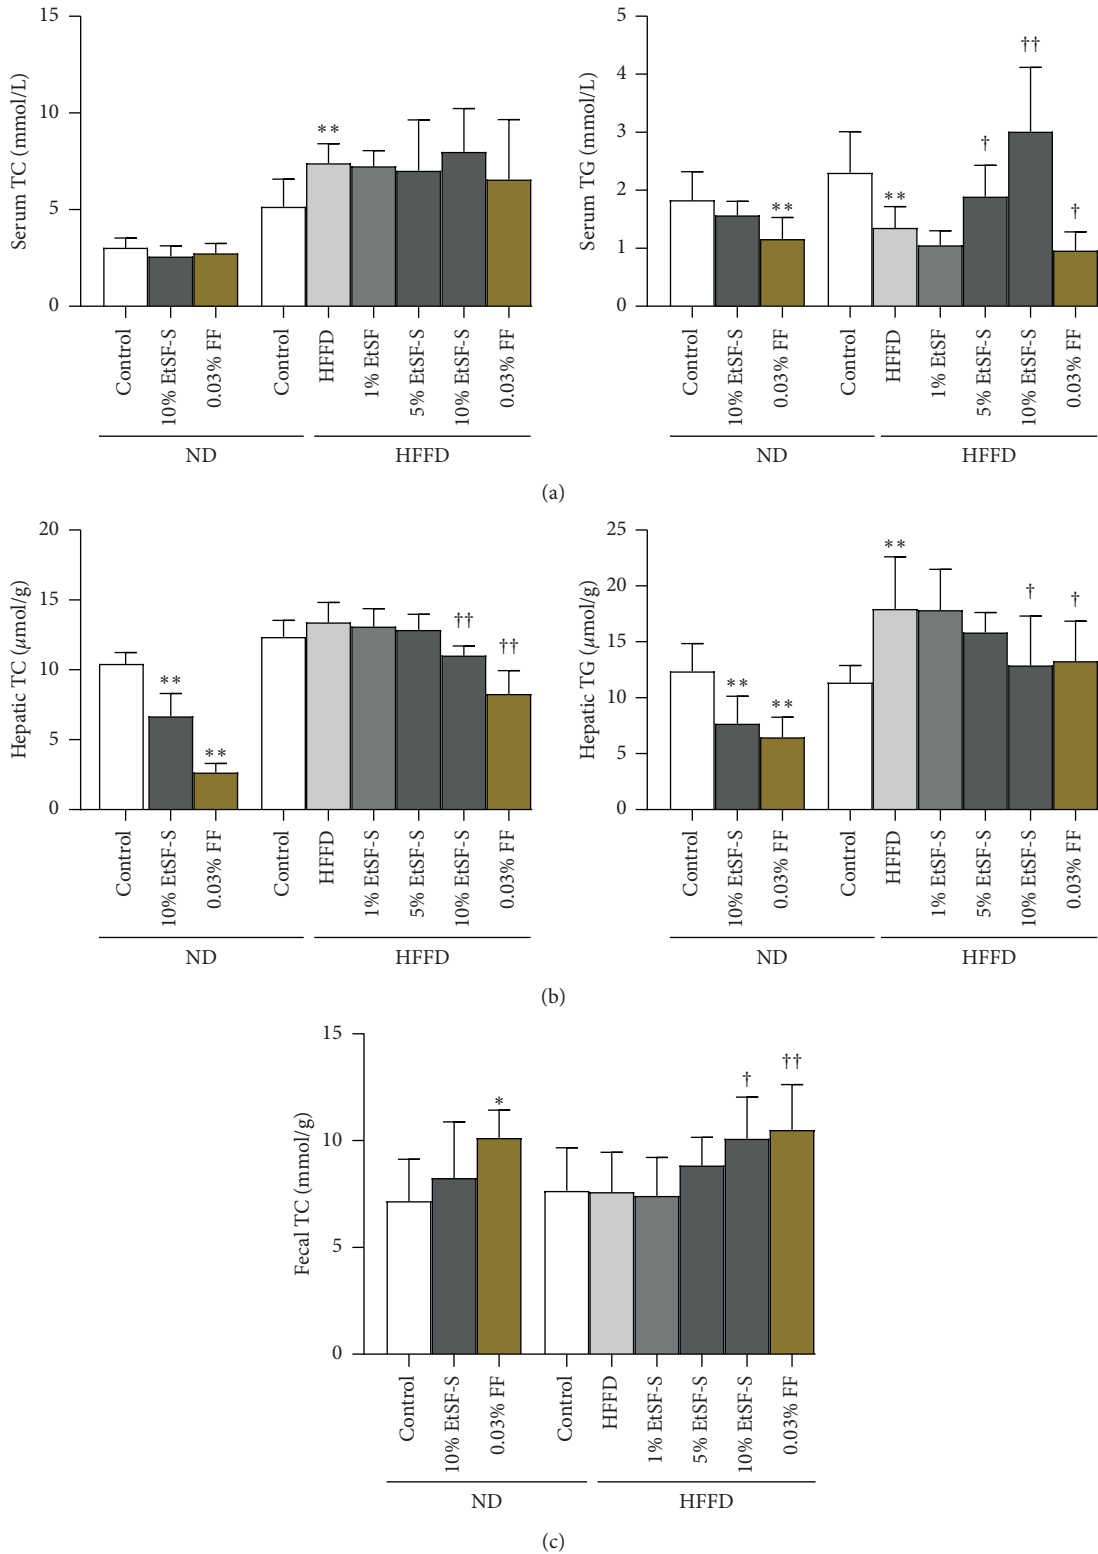 Serum TC (mmol/L)
15
10
5
0
**
Control
10% EtSF-S
0.03% FF
Control
HFFD
1% EtSF
5% EtSF-S
10% EtSF-S
0.03% FF
ND
HFFD
Serum TG (mmol/L)
5
4
3
2
1
0
**
**
†
††
†
Control
10% EtSF-S
0.03% FF
Control
HFFD
1% EtSF
5% EtSF-S
10% EtSF-S
0.03% FF
ND
HFFD
(a)
Hepatic TC (μmol/g)
20
15
10
5
0
**
**
††
††
Control
10% EtSF-S
0.03% FF
Control
HFFD
1% EtSF-S
5% EtSF-S
10% EtSF-S
0.03% FF
ND
HFFD
Hepatic TG (μmol/g)
25
20
15
10
5
0
**
**
**
†
†
Control
10% EtSF-S
0.03% FF
Control
HFFD
1% EtSF-S
5% EtSF-S
10% EtSF-S
0.03% FF
ND
HFFD
(b)
Fecal TC (mmol/g)
15
10
5
0
*
†
††
Control
10% EtSF-S
0.03% FF
Control
HFFD
1% EtSF-S
5% EtSF-S
10% EtSF-S
0.03% FF
ND
HFFD
(c)